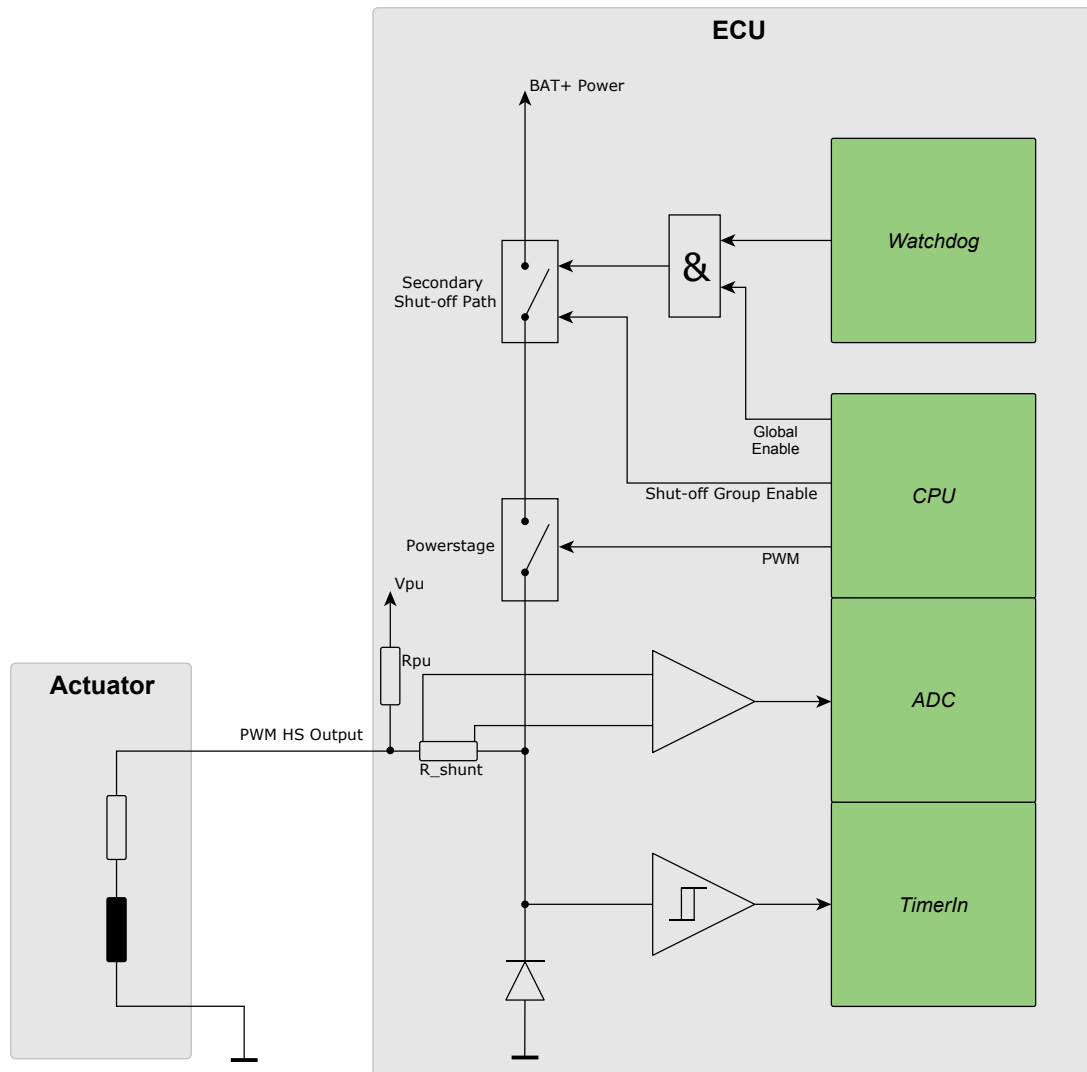 ECU
BAT+ Power
Watchdog
&
Secondary
Shut-off Path
Global
Enable
Shut-off Group Enable
CPU
Powerstage
PWM
Vpu
Rpu
Actuator
ADC
PWM HS Output
R_shunt
TimerIn